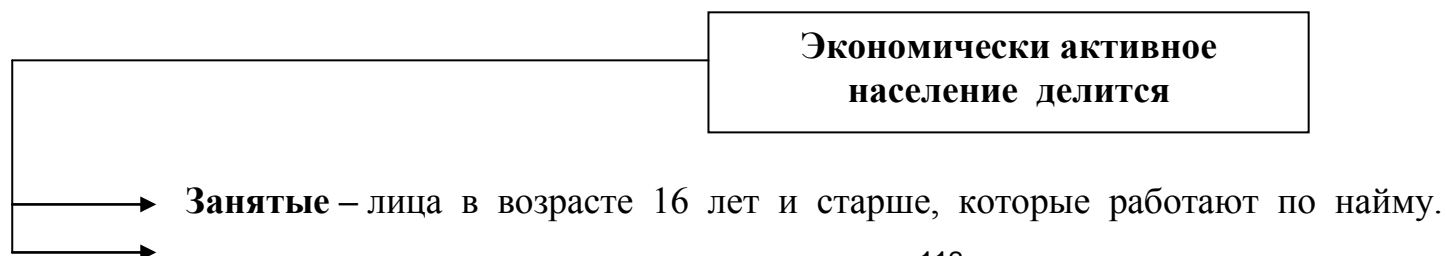 Экономически активное
население делится
Занятые – лица в возрасте 16 лет и старше, которые работают по найму.